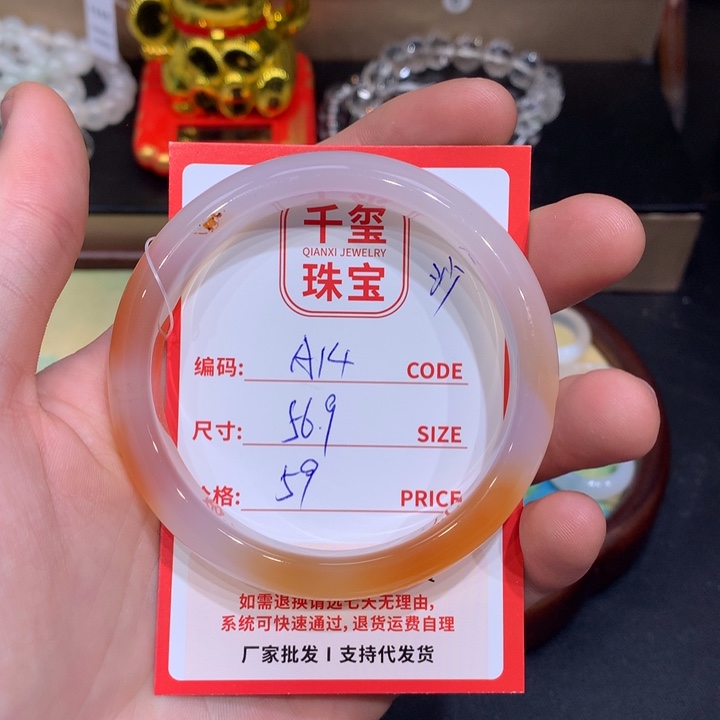 千玺
QIANXI JEWELRY
珠宝
编码: A14 CODE
尺寸: 56.9 SIZE
格: 59 PRICE
如需退换请选七天无理由,
系统可快速通过, 退货运费自理
厂家批发 | 支持代发货